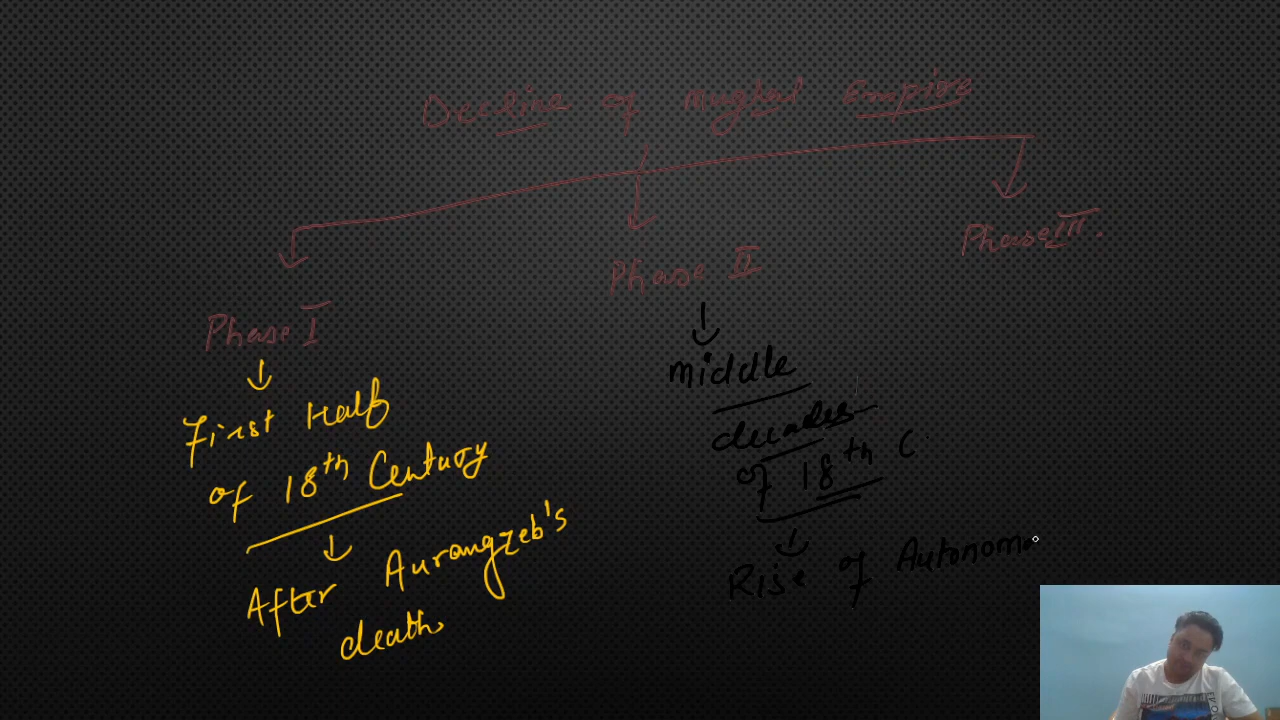 Decline of Mughal Empire
Phase I
First Half
of 18th Century
After Aurangzeb's
death
Phase II
middle
decades
of 18th C
Rise of Autonom
Phase III.